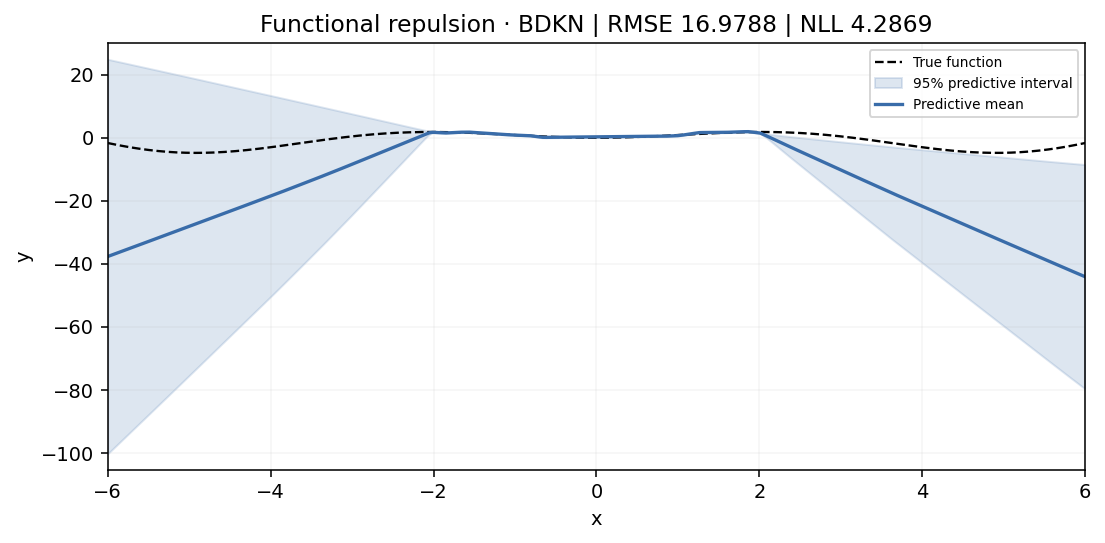 Functional repulsion · BDKN | RMSE 16.9788 | NLL 4.2869
True function
95% predictive interval
Predictive mean
20
0
−20
−40
−60
−80
−100
y
−6 −4 −2 0 2 4 6
x